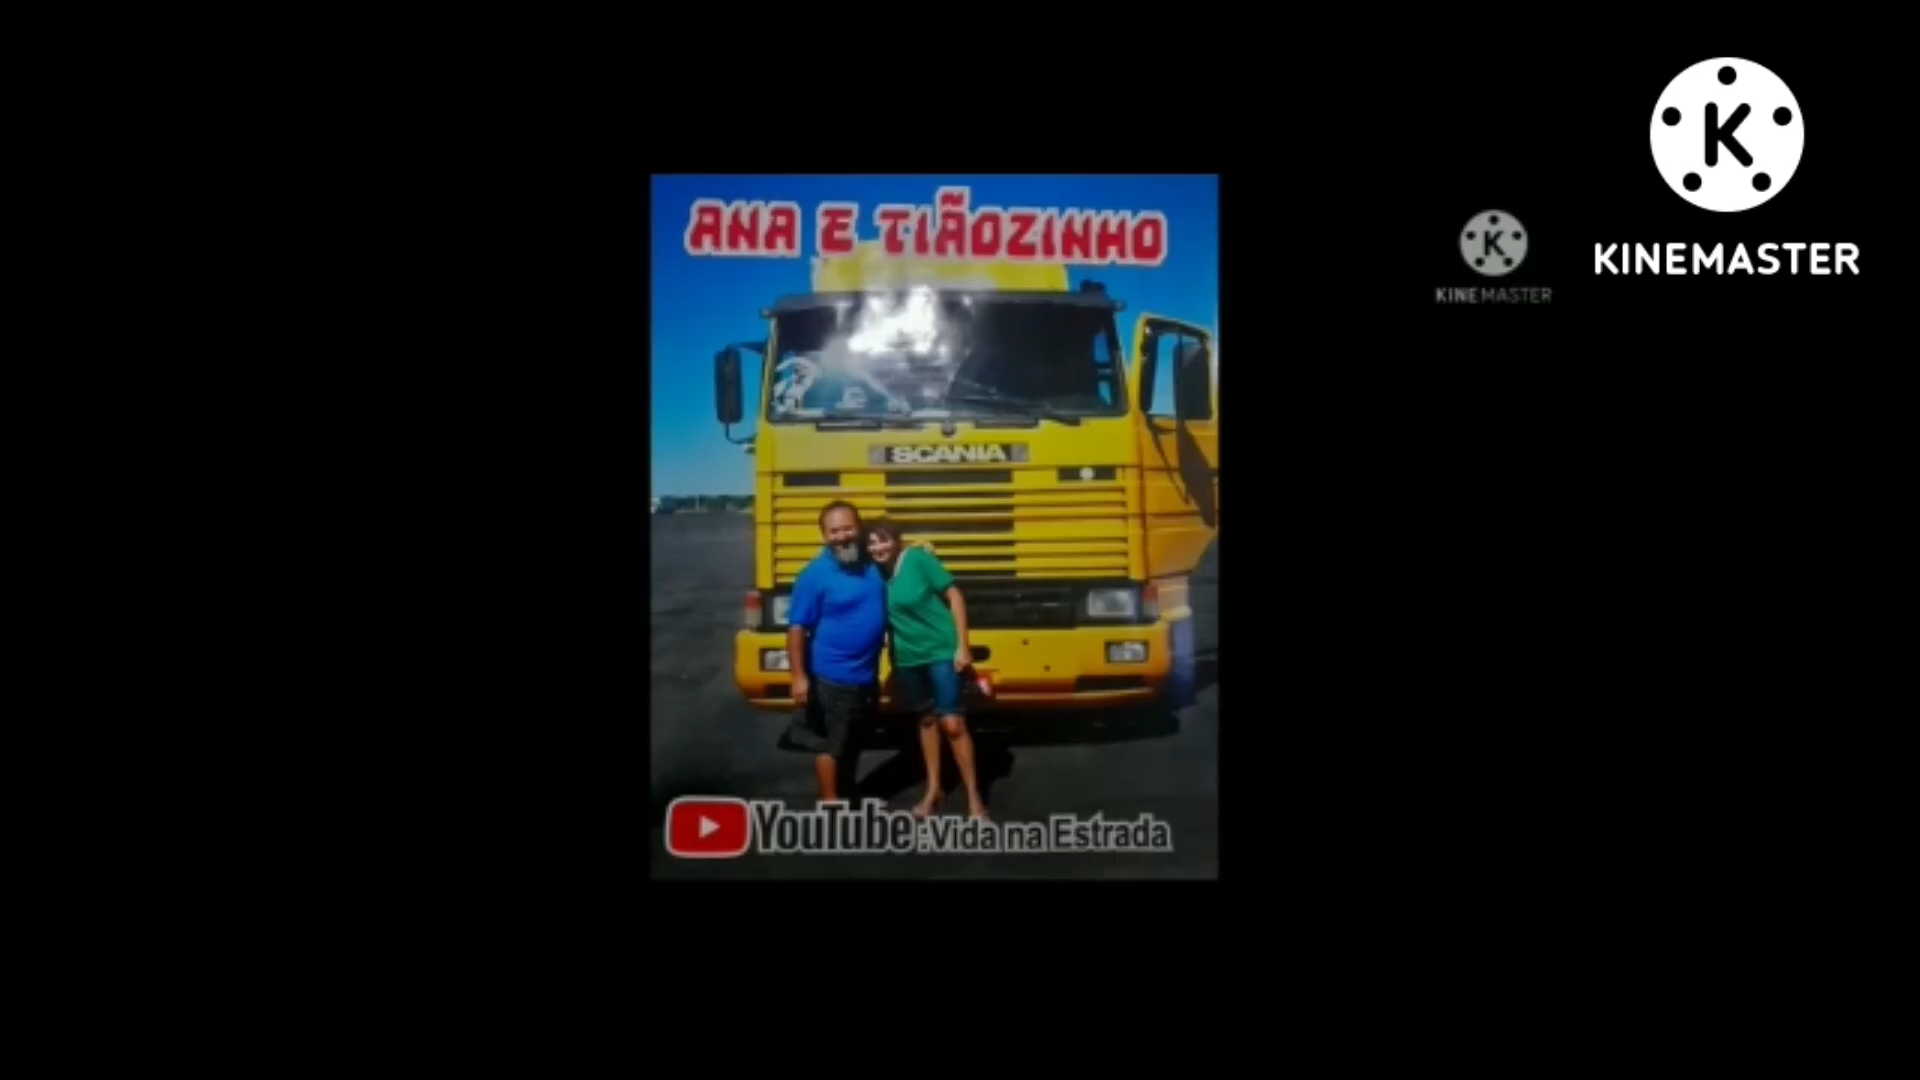 ANA E TIÃOZINHO
SCANIA
YouTube:Vida na Estrada
K
KINEMASTER
K
KINEMASTER